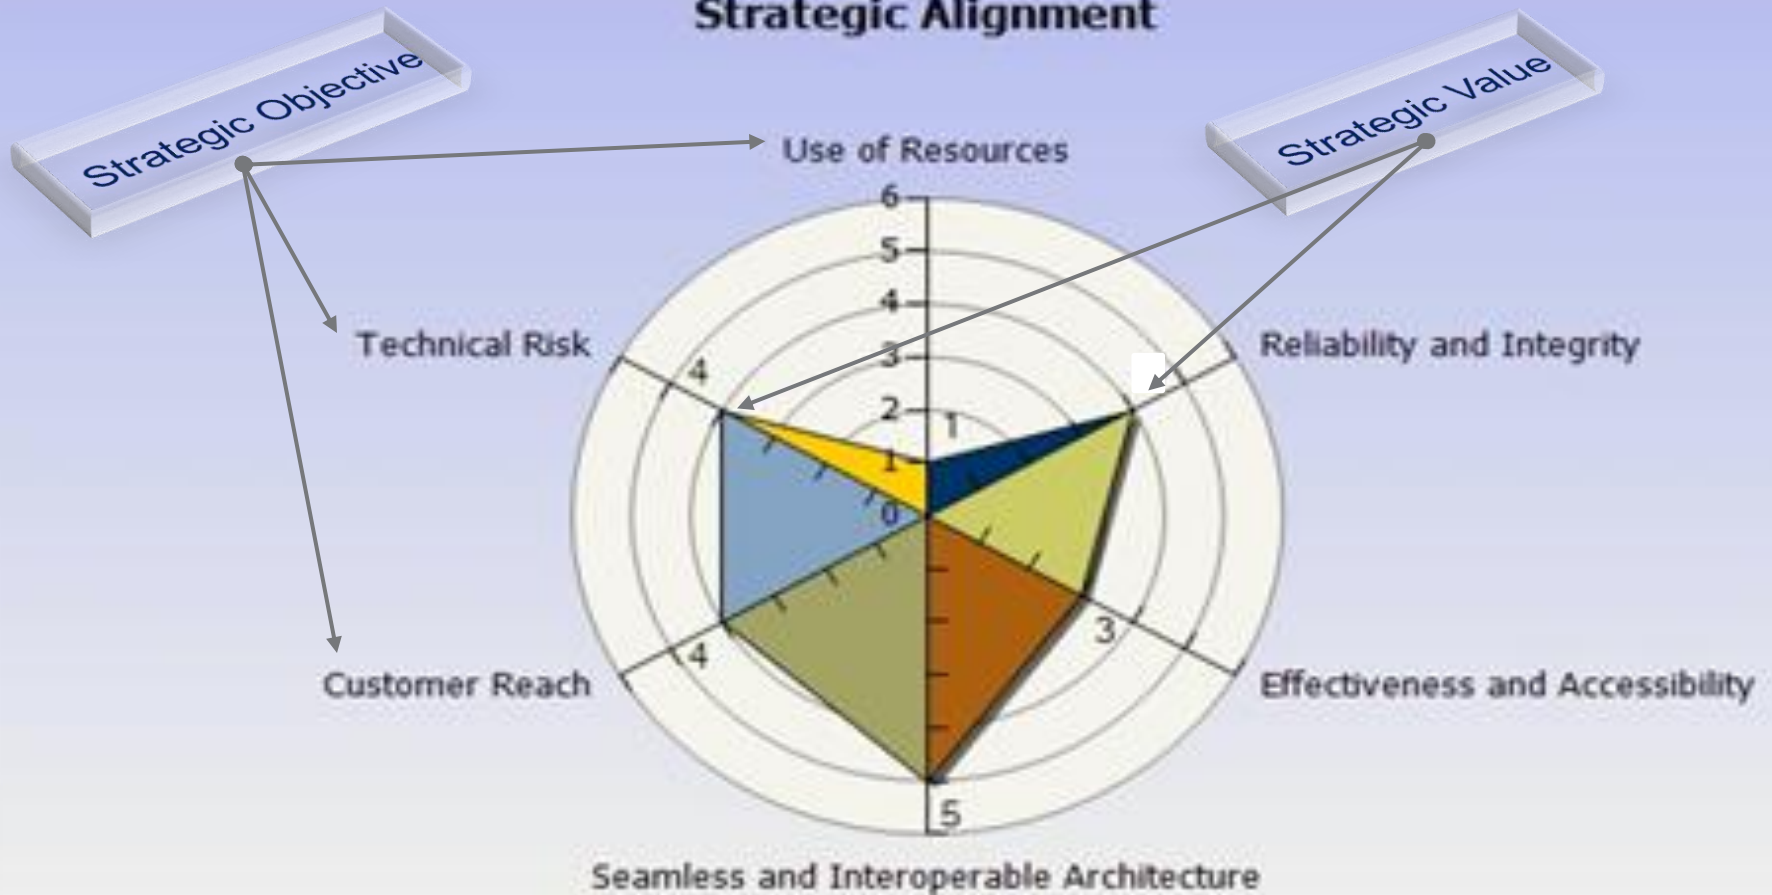 Strategic Alignment
Strategic Objective
Strategic Value
Use of Resources
6
5
4
3
2
1
0
1
Technical Risk
4
Reliability and Integrity
Customer Reach
4
3
Effectiveness and Accessibility
5
Seamless and Interoperable Architecture